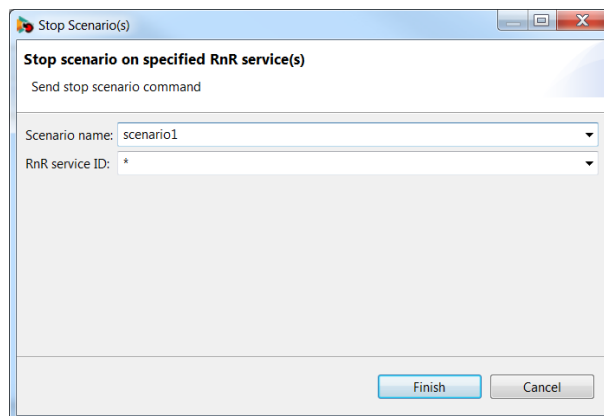 Stop Scenario(s)
Stop scenario on specified RnR service(s)
Send stop scenario command
Scenario name: scenario1
RnR service ID: *
Finish Cancel